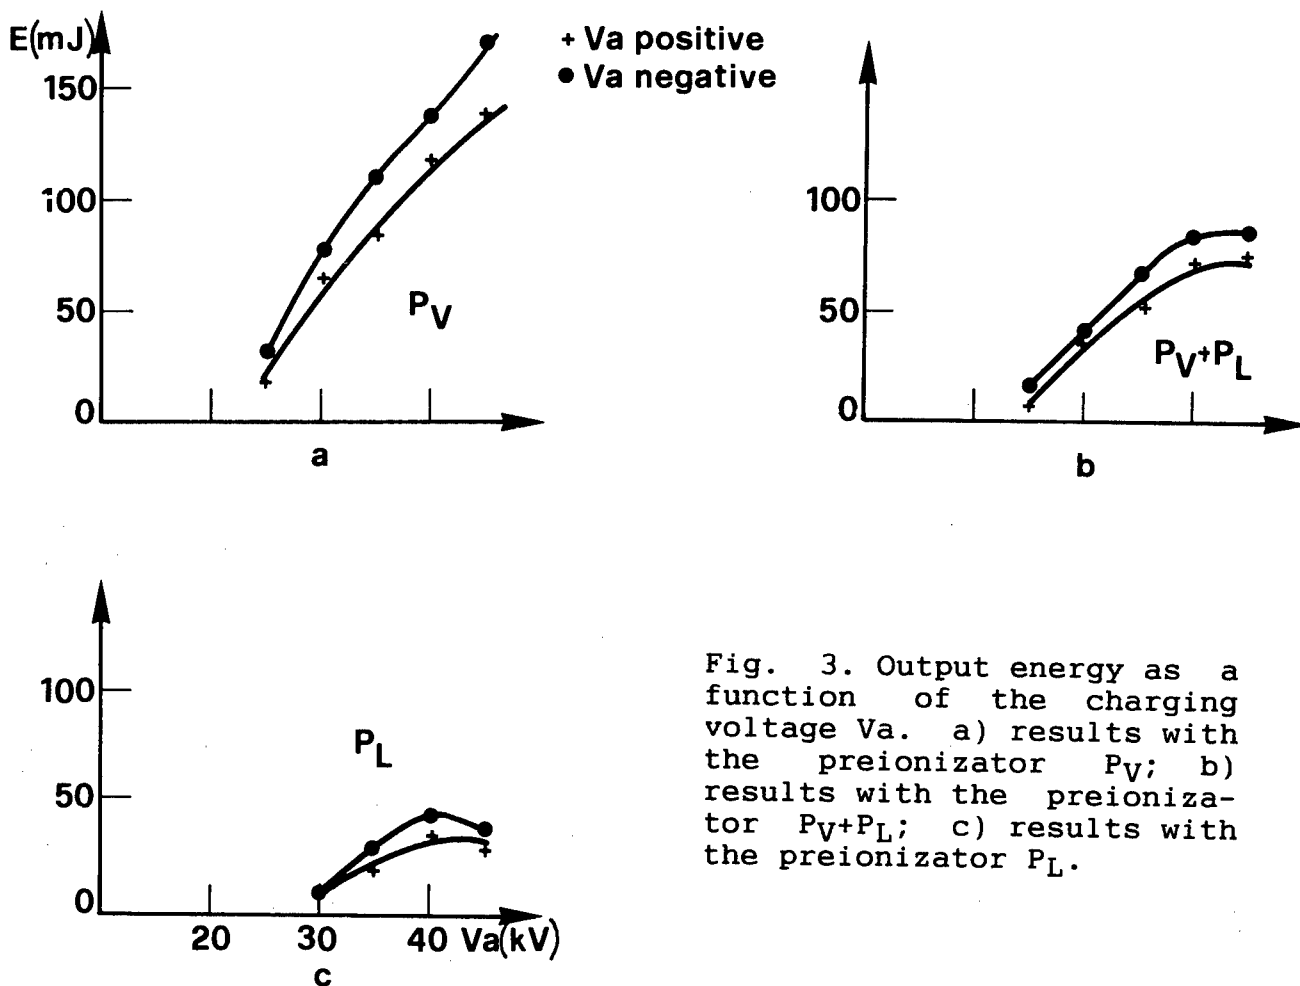 E(mJ)
+ Va positive
● Va negative
150
100
50
0
P_V
a
100
50
0
P_V+P_L
b
100
50
0
P_L
20 30 40 Va(kV)
c
Fig. 3. Output energy as a
function of the charging
voltage Va. a) results with
the preionizator P_V; b)
results with the preioniza-
tor P_V+P_L; c) results with
the preionizator P_L.